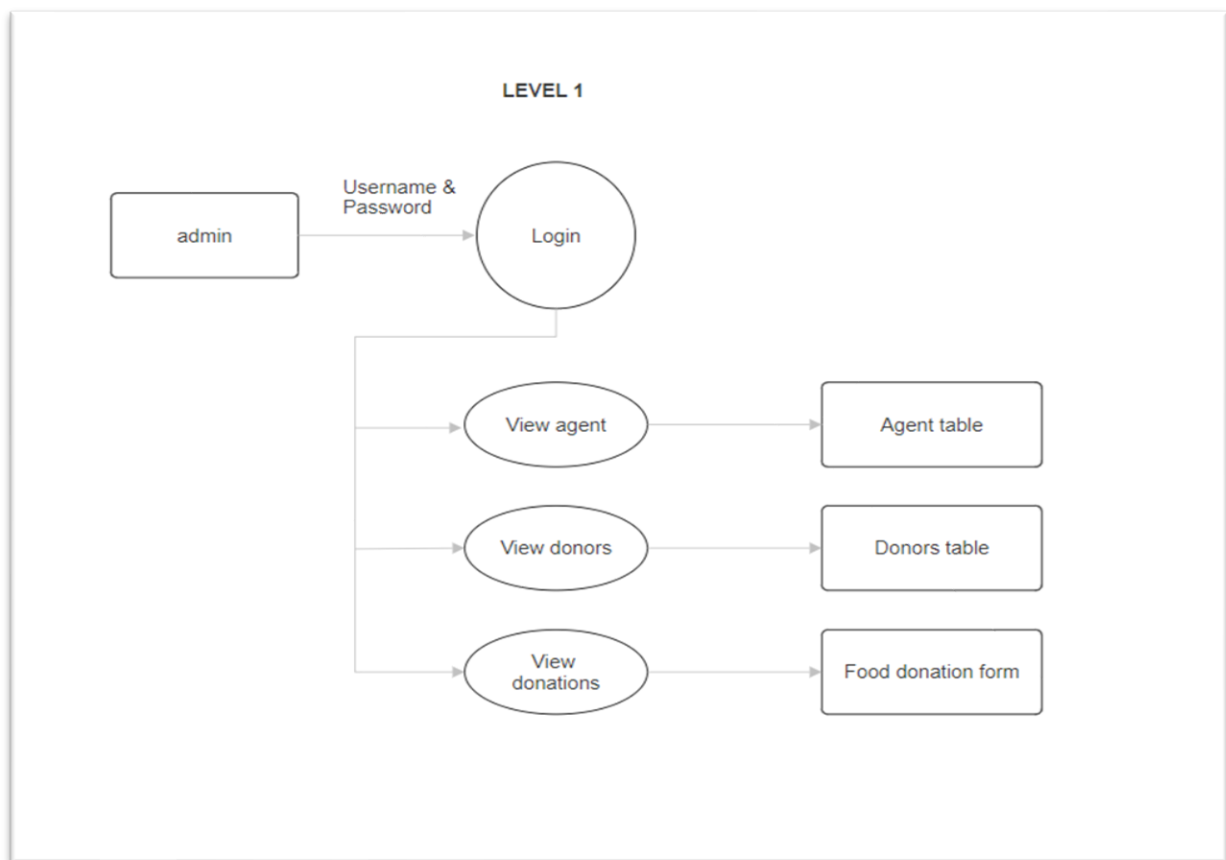 LEVEL 1
Username &
Password
admin
Login
View agent
Agent table
View donors
Donors table
View
donations
Food donation form